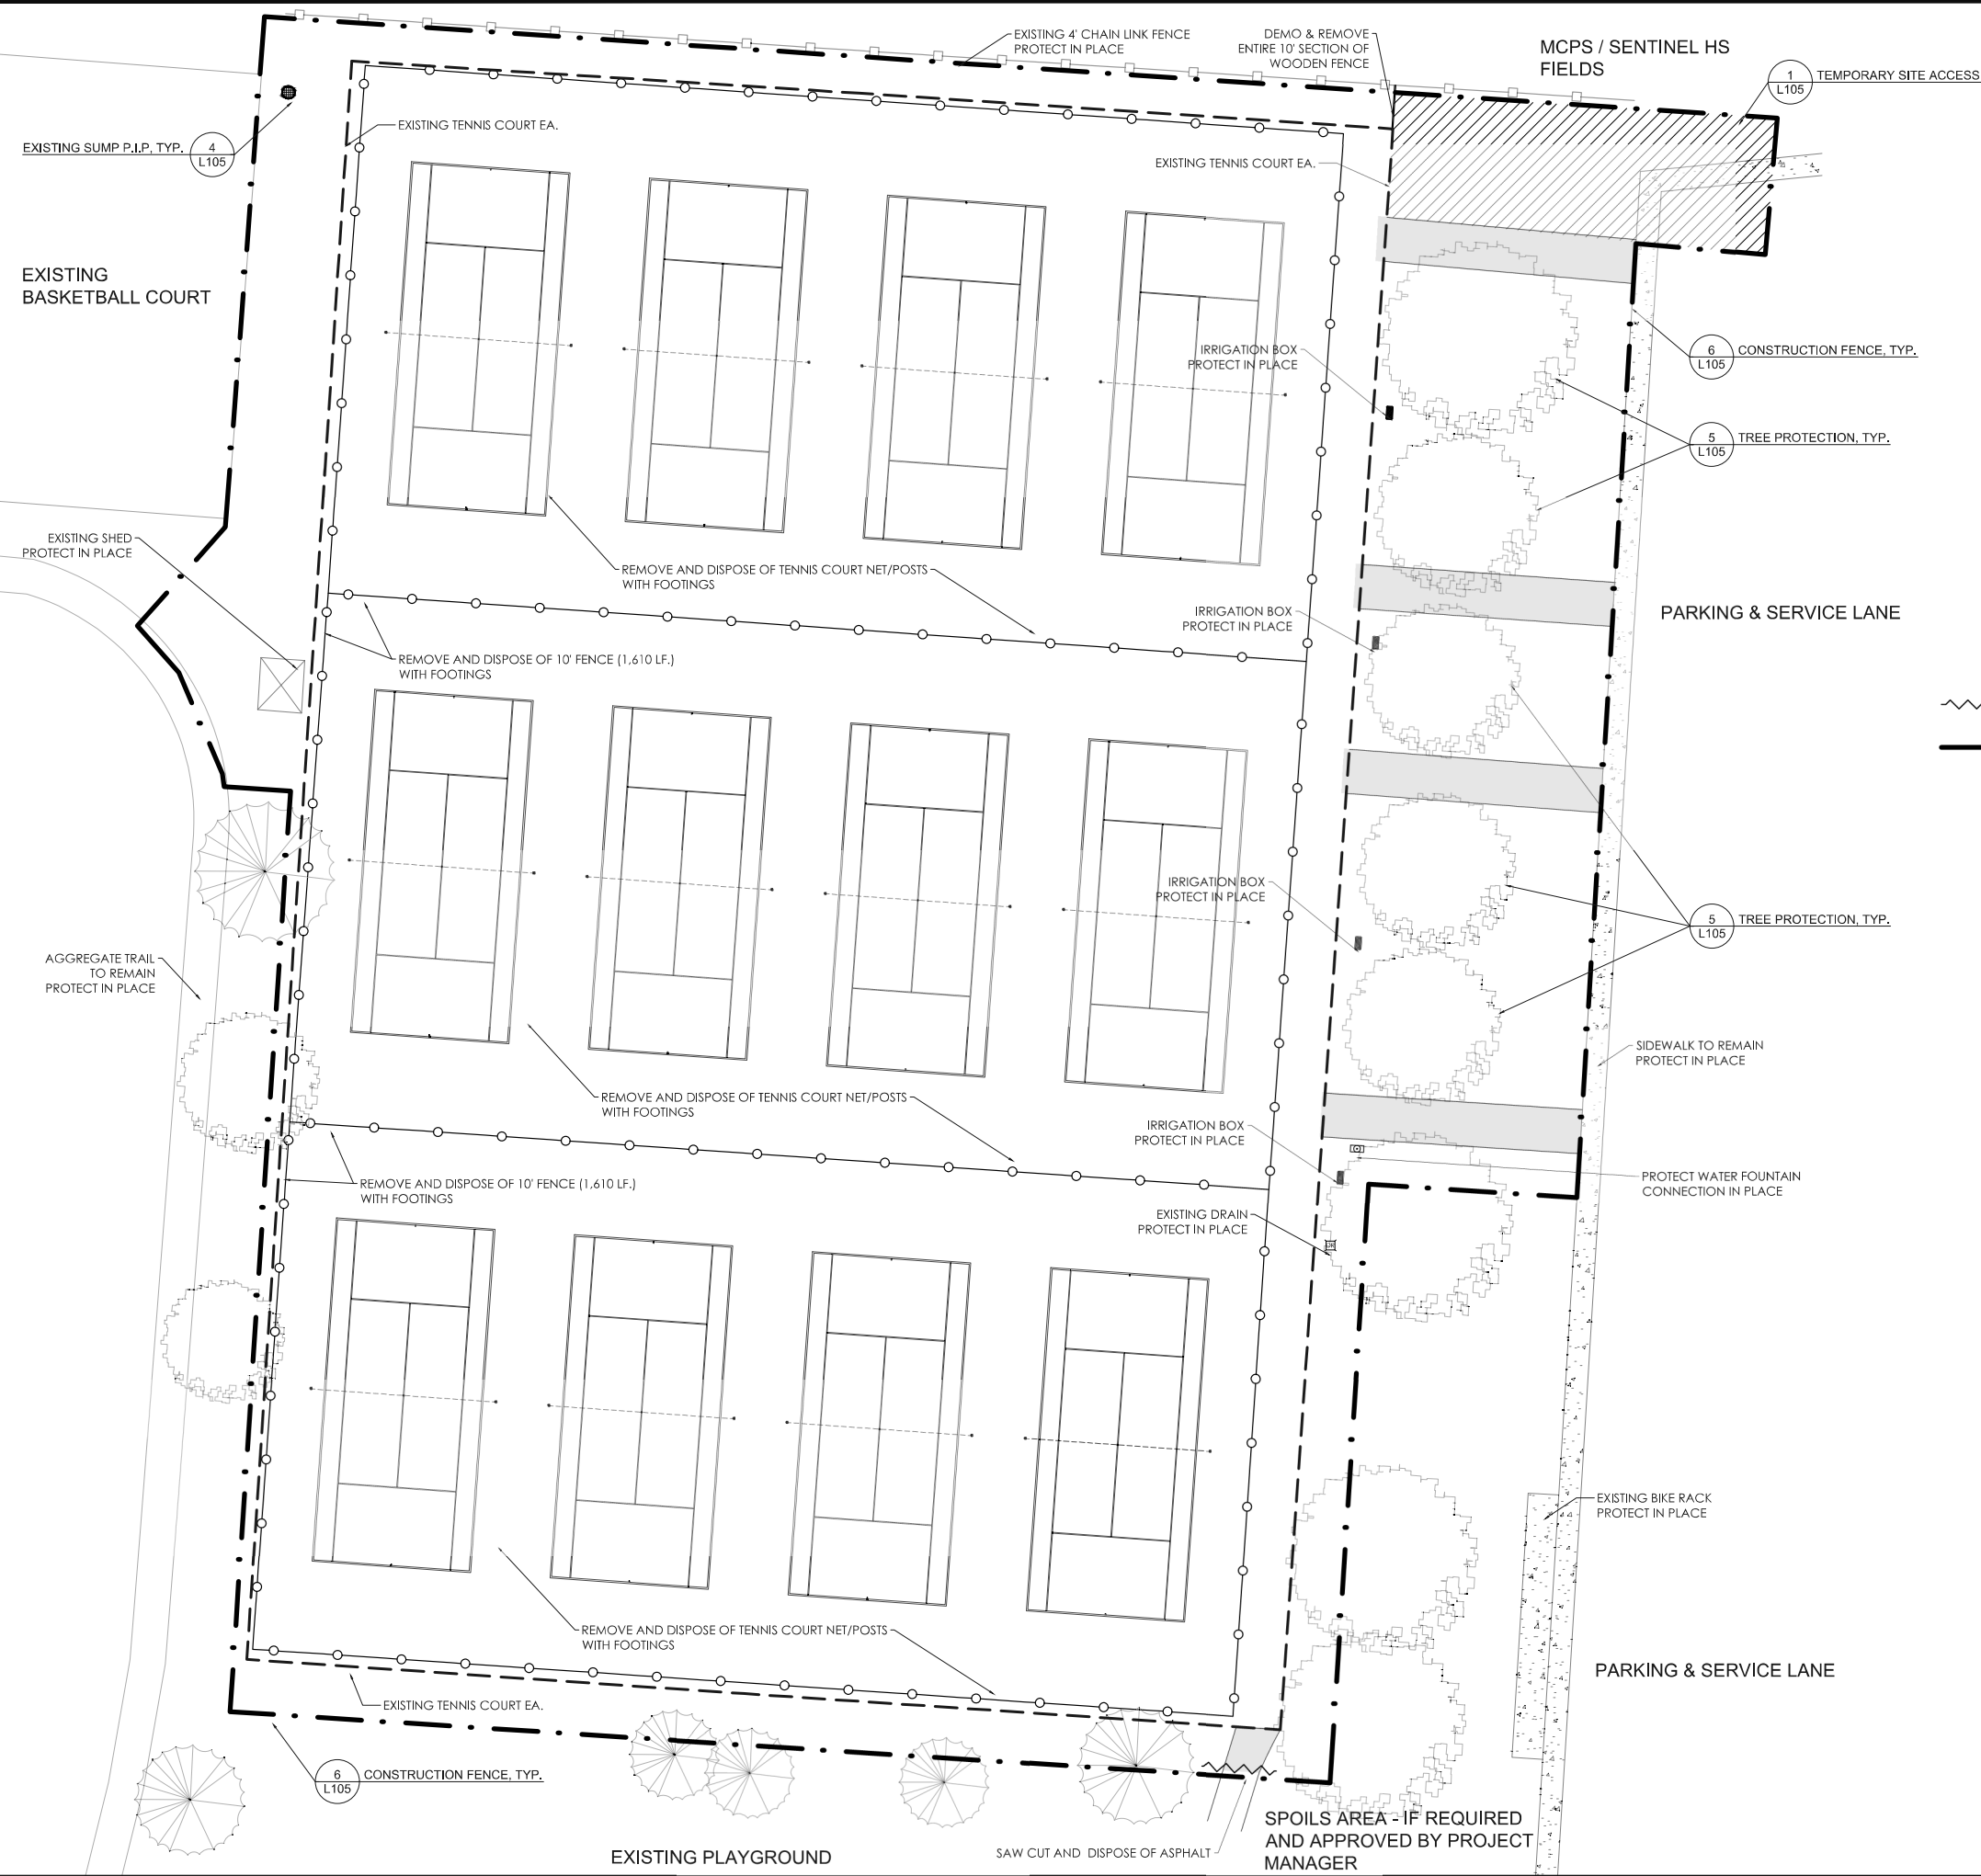 EXISTING 4' CHAIN LINK FENCE
PROTECT IN PLACE
DEMO & REMOVE
ENTIRE 10' SECTION OF
WOODEN FENCE
MCPS / SENTINEL HS
FIELDS
1
L105
TEMPORARY SITE ACCESS
EXISTING TENNIS COURT EA.
EXISTING SUMP P.I.P, TYP.
4
L105
EXISTING TENNIS COURT EA.
EXISTING
BASKETBALL COURT
IRRIGATION BOX
PROTECT IN PLACE
6
L105
CONSTRUCTION FENCE, TYP.
5
L105
TREE PROTECTION, TYP.
EXISTING SHED
PROTECT IN PLACE
REMOVE AND DISPOSE OF TENNIS COURT NET/POSTS
WITH FOOTINGS
IRRIGATION BOX
PROTECT IN PLACE
PARKING & SERVICE LANE
REMOVE AND DISPOSE OF 10' FENCE (1,610 LF.)
WITH FOOTINGS
IRRIGATION BOX
PROTECT IN PLACE
5
L105
TREE PROTECTION, TYP.
AGGREGATE TRAIL
TO REMAIN
PROTECT IN PLACE
SIDEWALK TO REMAIN
PROTECT IN PLACE
REMOVE AND DISPOSE OF TENNIS COURT NET/POSTS
WITH FOOTINGS
IRRIGATION BOX
PROTECT IN PLACE
REMOVE AND DISPOSE OF 10' FENCE (1,610 LF.)
WITH FOOTINGS
PROTECT WATER FOUNTAIN
CONNECTION IN PLACE
EXISTING DRAIN
PROTECT IN PLACE
EXISTING BIKE RACK
PROTECT IN PLACE
REMOVE AND DISPOSE OF TENNIS COURT NET/POSTS
WITH FOOTINGS
PARKING & SERVICE LANE
EXISTING TENNIS COURT EA.
6
L105
CONSTRUCTION FENCE, TYP.
SPOILS AREA - IF REQUIRED
AND APPROVED BY PROJECT
MANAGER
SAW CUT AND DISPOSE OF ASPHALT
EXISTING PLAYGROUND